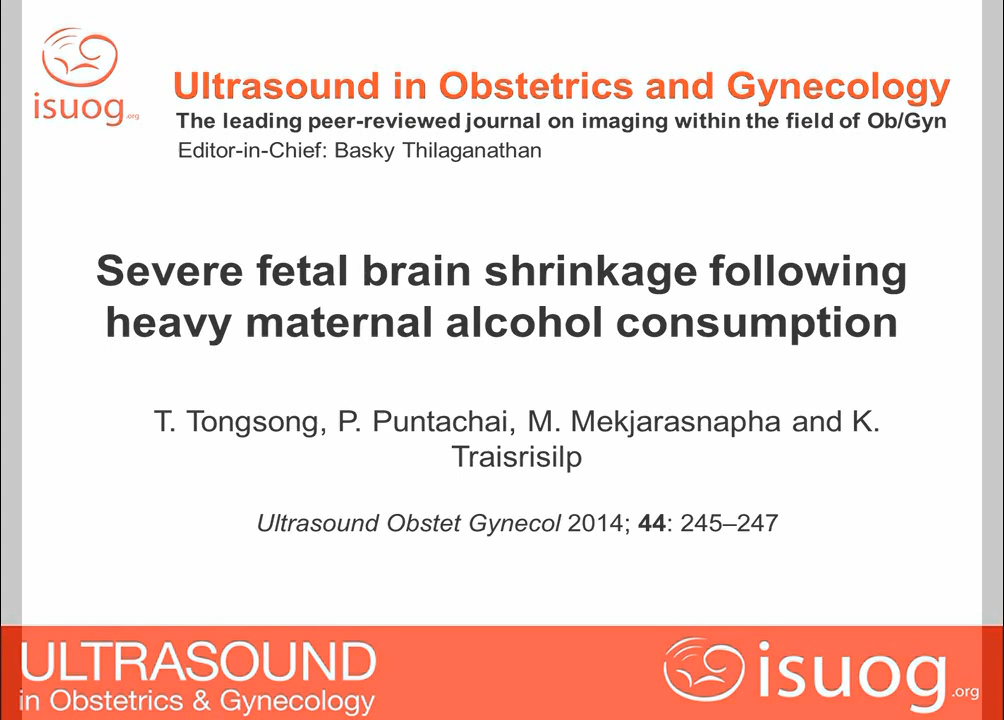 isuog.org
Ultrasound in Obstetrics and Gynecology
The leading peer-reviewed journal on imaging within the field of Ob/Gyn
Editor-in-Chief: Basky Thilaganathan
Severe fetal brain shrinkage following
heavy maternal alcohol consumption
T. Tongsong, P. Puntachai, M. Mekjarasnapha and K.
Traisrisilp
Ultrasound Obstet Gynecol 2014; 44: 245–247
ULTRASOUND
in Obstetrics & Gynecology
isuog.org